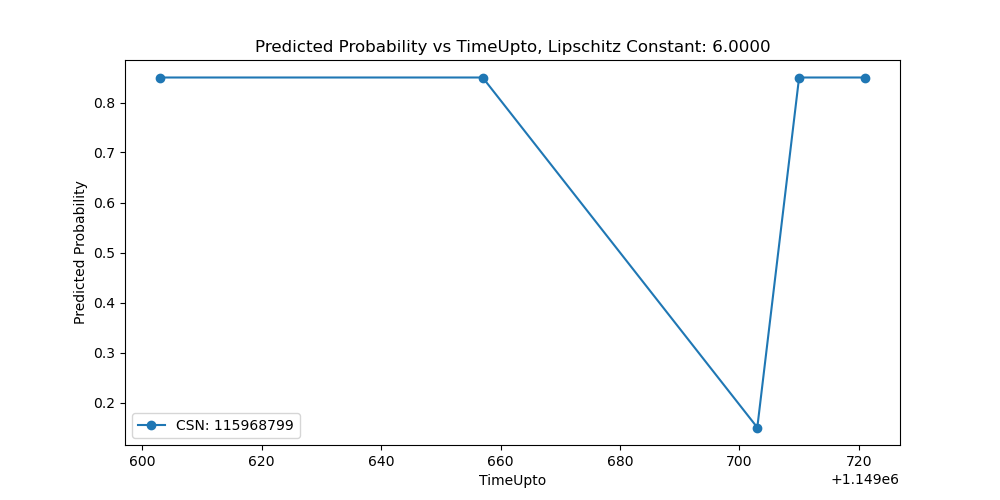 Predicted Probability vs TimeUpto, Lipschitz Constant: 6.0000
Predicted Probability
0.8
0.7
0.6
0.5
0.4
0.3
0.2
CSN: 115968799
600 620 640 660 680 700 720
TimeUpto
+1.149e6